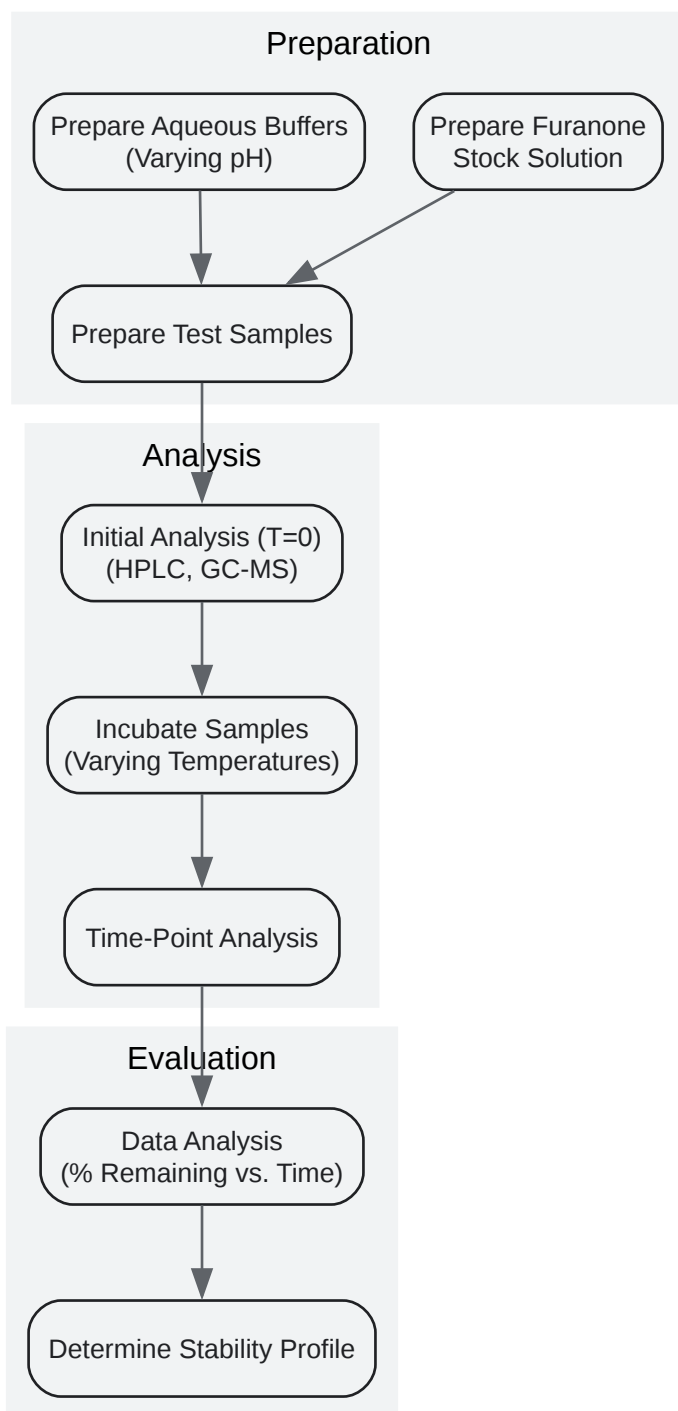 Preparation
Prepare Aqueous Buffers
(Varying pH)
Prepare Furanone
Stock Solution
Prepare Test Samples
Analysis
Initial Analysis (T=0)
(HPLC, GC-MS)
Incubate Samples
(Varying Temperatures)
Time-Point Analysis
Evaluation
Data Analysis
(% Remaining vs. Time)
Determine Stability Profile